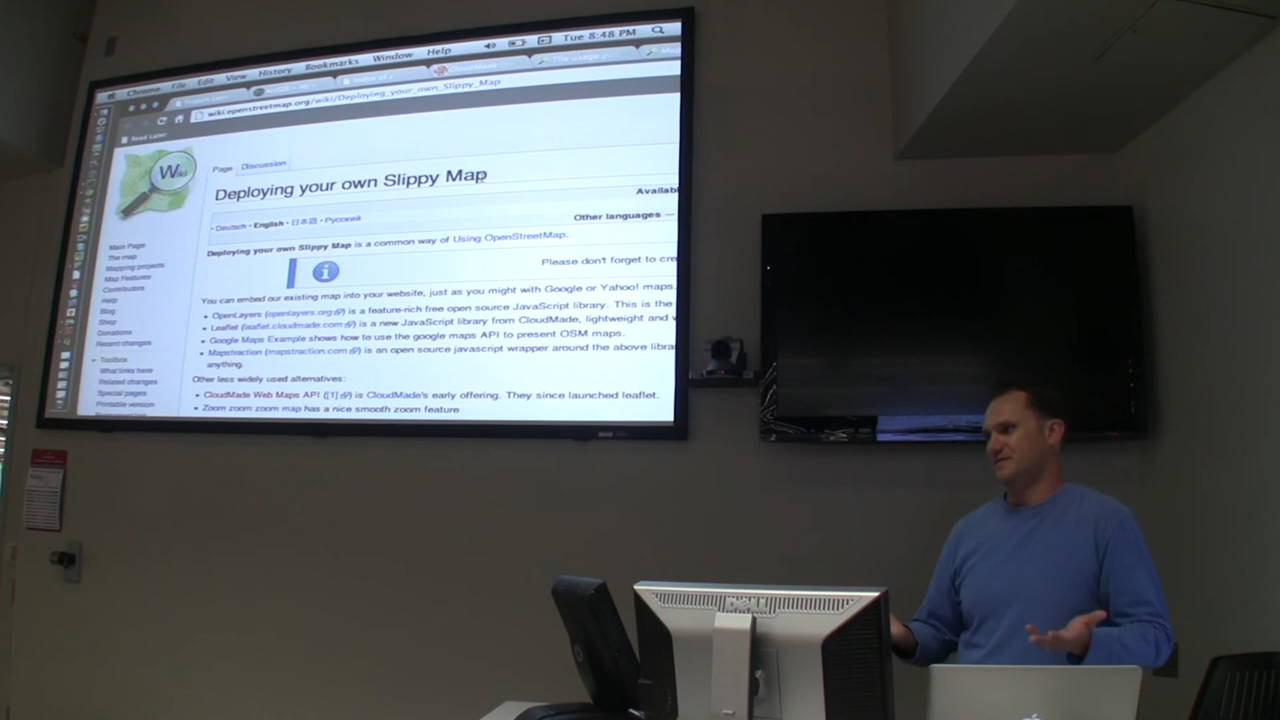 Chrome File Edit View History Bookmarks Window Help Tue 8:48 PM
wiki.openstreetmap.org/wiki/Deploying_your_own_Slippy_Map
Read Later
Wiki
Page Discussion
Deploying your own Slippy Map
Availab
• Deutsch • English • 日本語 • Русский
Other languages —
Deploying your own Slippy Map is a common way of Using OpenStreetMap.
Please don't forget to cre
You can embed our existing map into your website, just as you might with Google or Yahoo! maps.
• OpenLayers (openlayers.org) is a feature-rich free open source JavaScript library. This is the
• Leaflet (leaflet.cloudmade.com) is a new JavaScript library from CloudMade, lightweight and
• Google Maps Example shows how to use the google maps API to present OSM maps.
• Mapstraction (mapstraction.com) is an open source javascript wrapper around the above libra
anything.
Other less widely used alternatives:
• CloudMade Web Maps API ([1]) is CloudMade's early offering. They since launched leaflet.
• Zoom zoom zoom map has a nice smooth zoom feature
Main Page
The map
Mapping projects
Map Features
Contributors
Help
Blog
Shop
Donations
Recent changes
Toolbox
What links here
Related changes
Special pages
Printable version
DELL